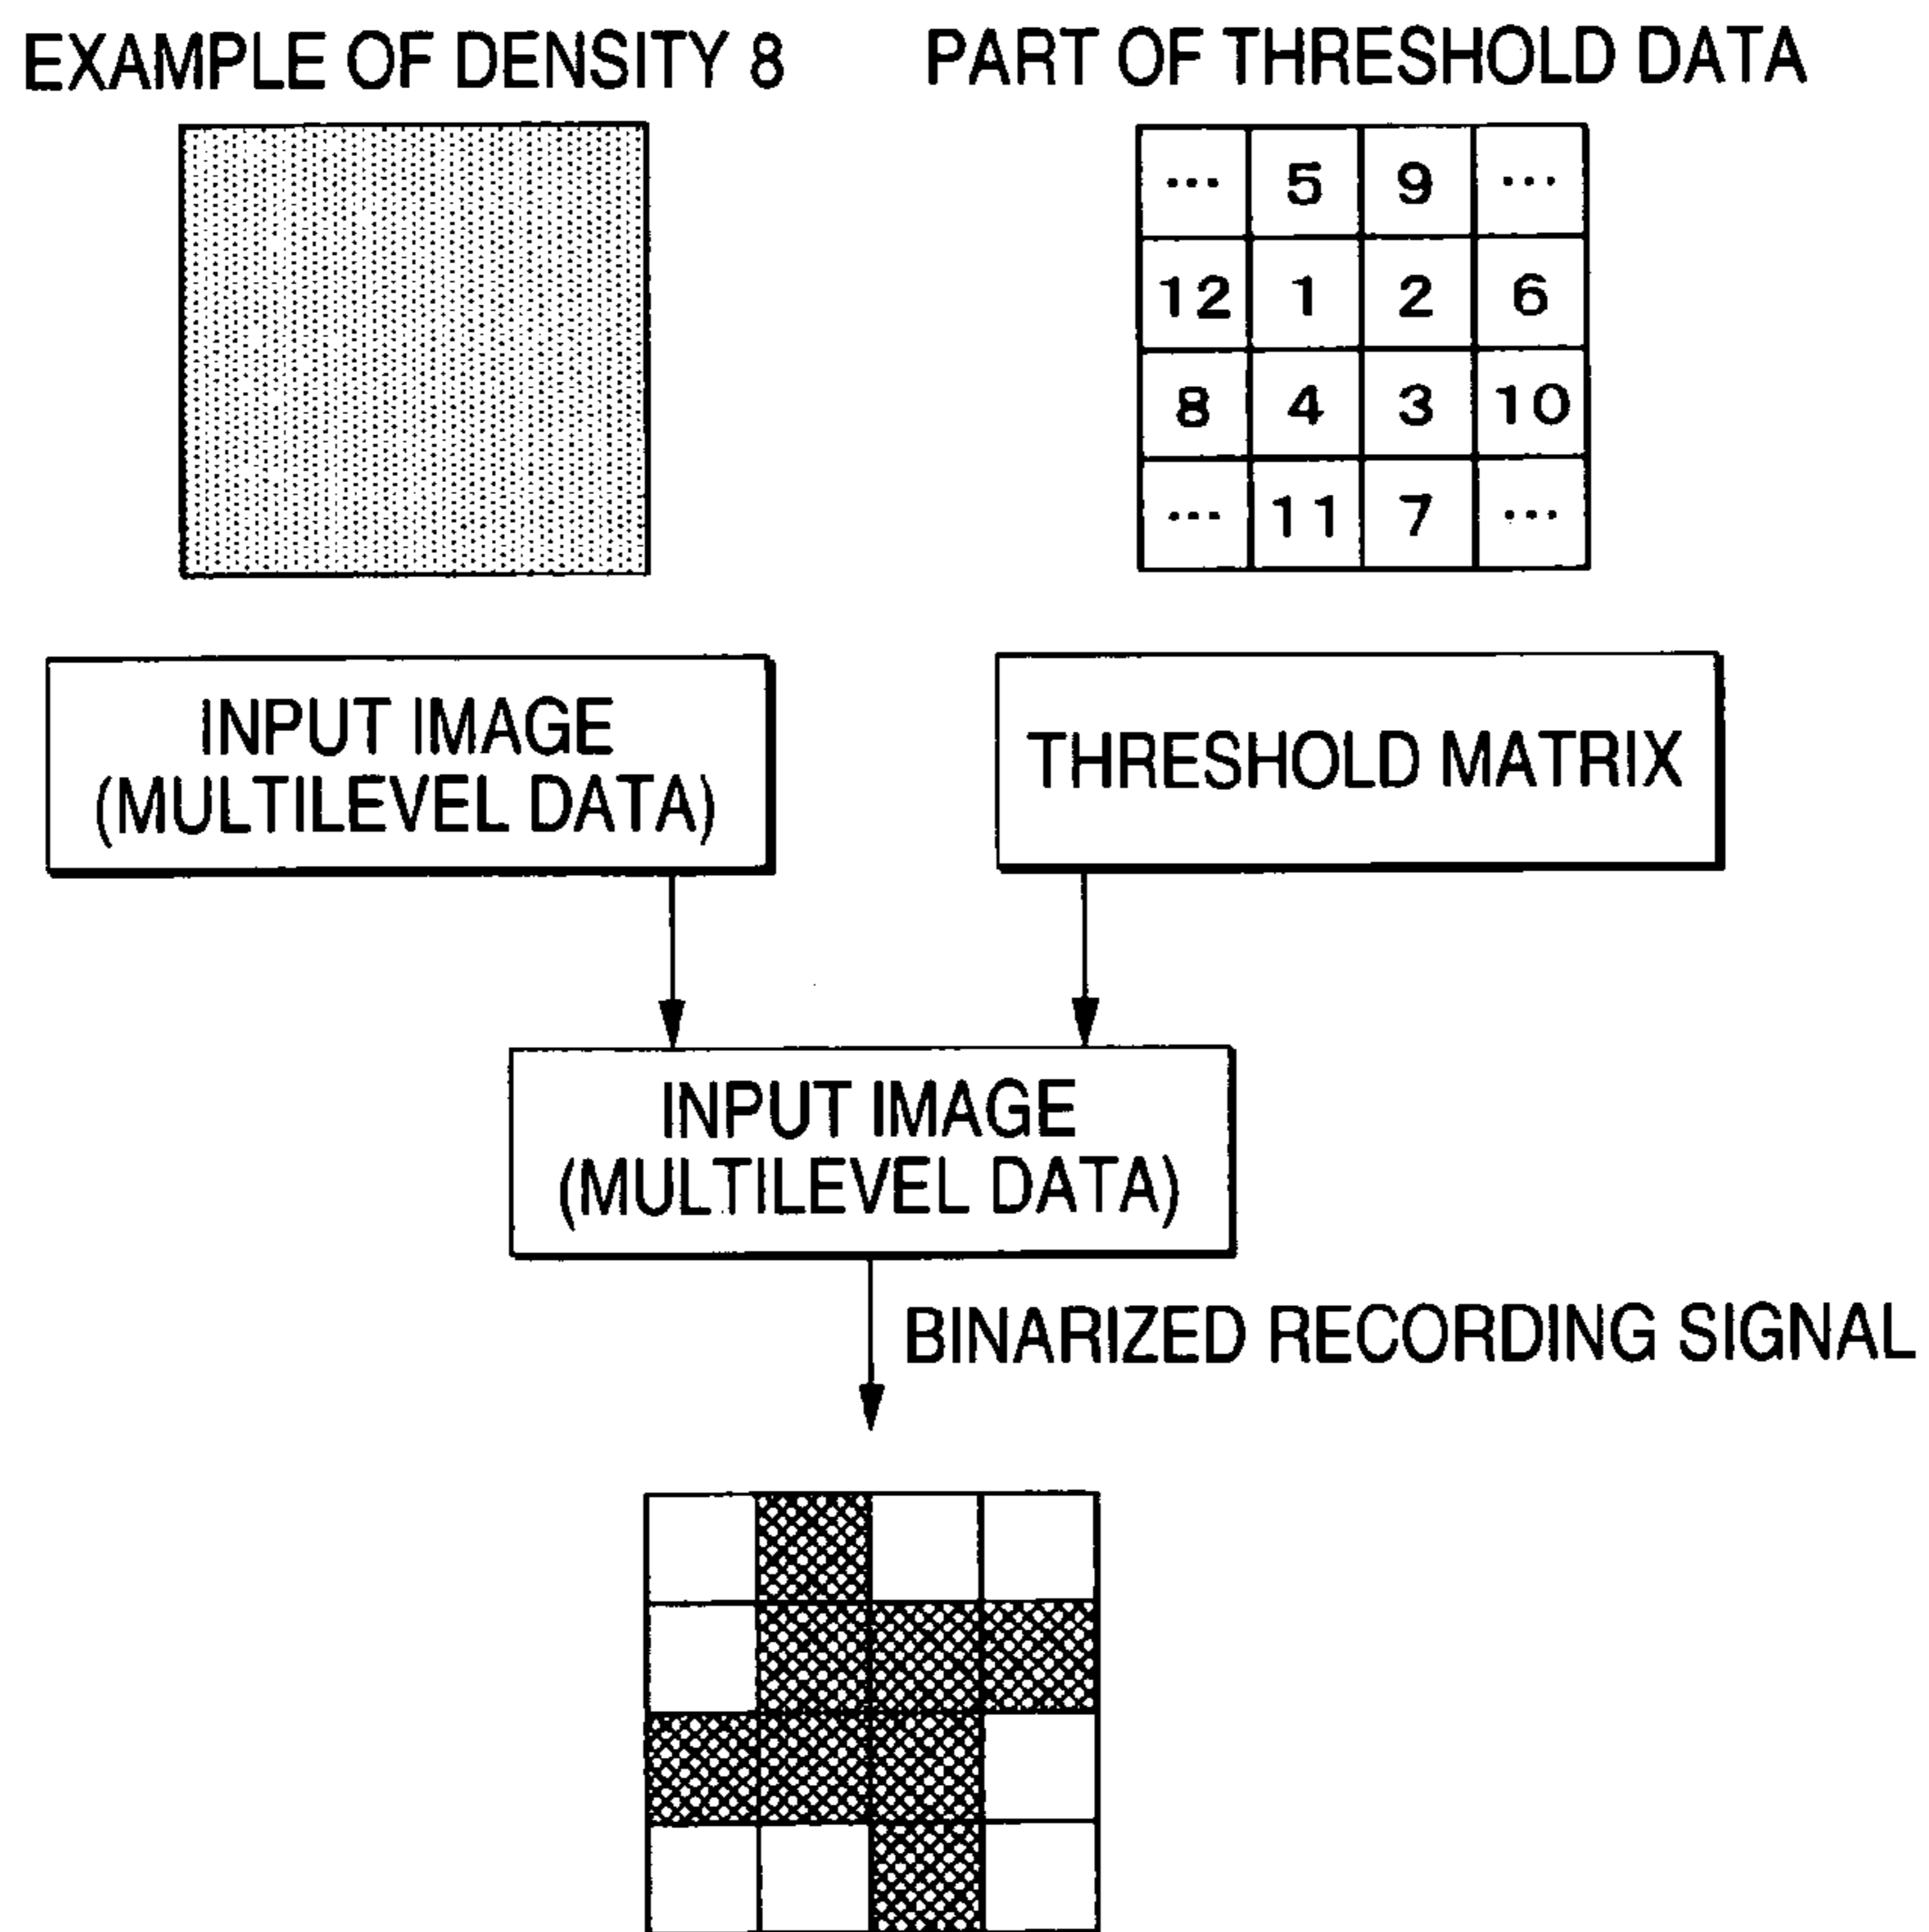 EXAMPLE OF DENSITY 8
PART OF THRESHOLD DATA
... 5 9 ...
12 1 2 6
8 4 3 10
... 11 7 ...
INPUT IMAGE
(MULTILEVEL DATA)
THRESHOLD MATRIX
INPUT IMAGE
(MULTILEVEL DATA)
BINARIZED RECORDING SIGNAL